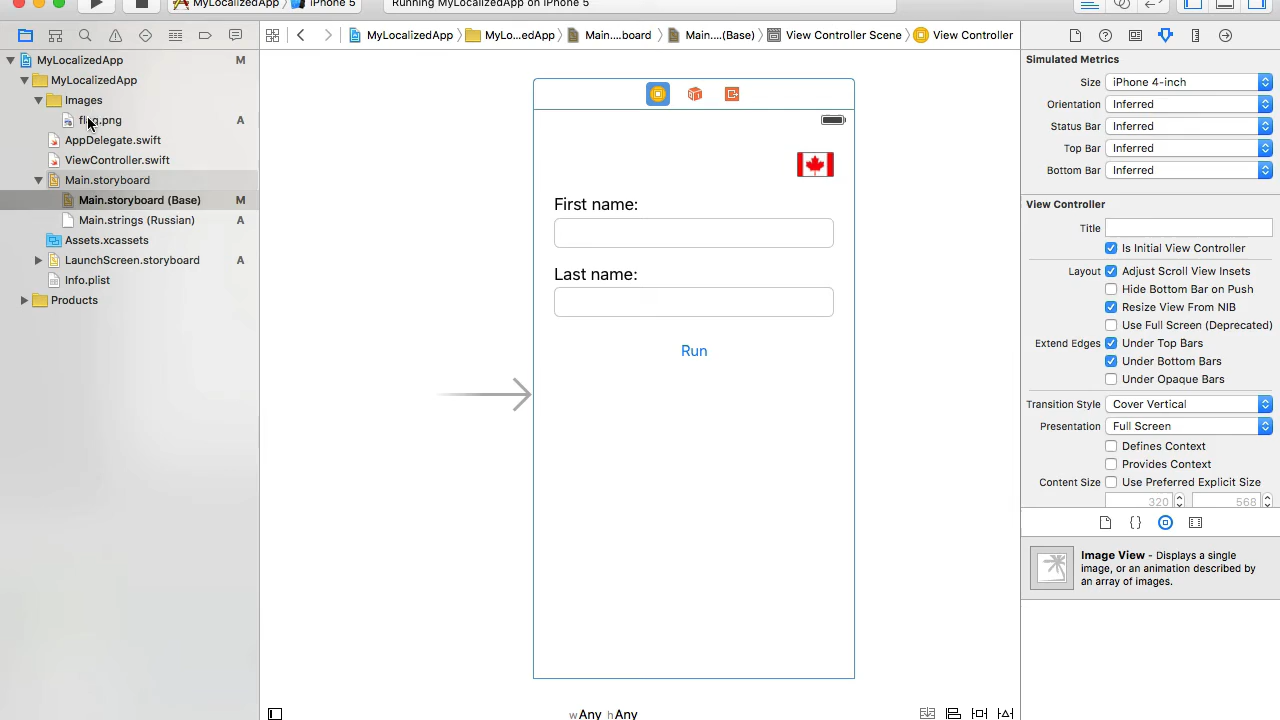 MyLocalizedApp
iPhone 5
Running MyLocalizedApp on iPhone 5
MyLocalizedApp
MyLo...edApp
Main....board
Main....(Base)
View Controller Scene
View Controller
MyLocalizedApp M
MyLocalizedApp
Images
flag.png A
AppDelegate.swift
ViewController.swift
Main.storyboard
Main.storyboard (Base) M
Main.strings (Russian) A
Assets.xcassets
LaunchScreen.storyboard A
Info.plist
Products
First name:
Last name:
Run
wAny hAny
Simulated Metrics
Size iPhone 4-inch
Orientation Inferred
Status Bar Inferred
Top Bar Inferred
Bottom Bar Inferred
View Controller
Title
Is Initial View Controller
Layout Adjust Scroll View Insets
Hide Bottom Bar on Push
Resize View From NIB
Use Full Screen (Deprecated)
Extend Edges Under Top Bars
Under Bottom Bars
Under Opaque Bars
Transition Style Cover Vertical
Presentation Full Screen
Defines Context
Provides Context
Content Size Use Preferred Explicit Size
320 568
{}
Image View - Displays a single
image, or an animation described by
an array of images.